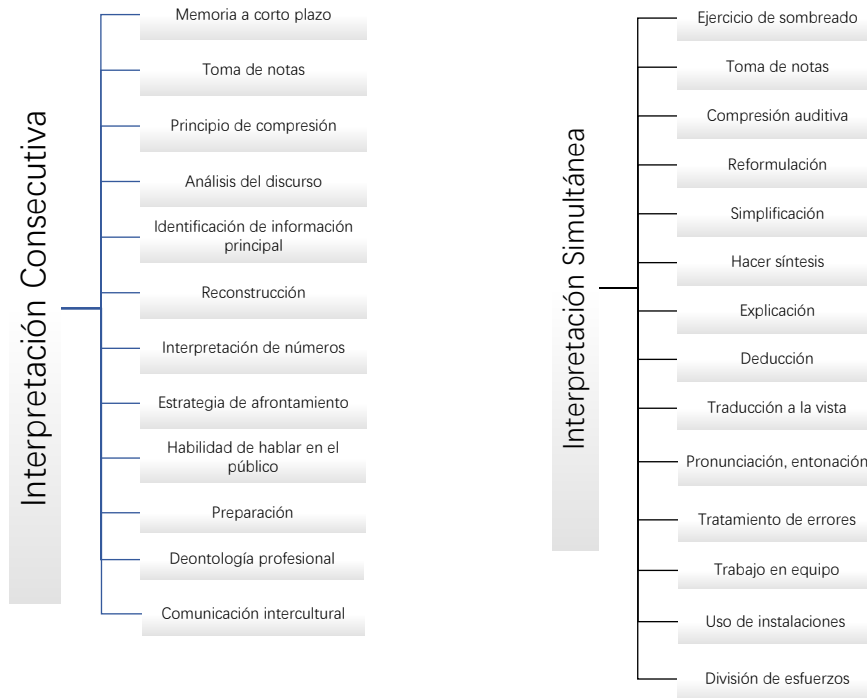 Interpretación Consecutiva
Memoria a corto plazo
Toma de notas
Principio de compresión
Análisis del discurso
Identificación de información
principal
Reconstrucción
Interpretación de números
Estrategia de afrontamiento
Habilidad de hablar en el
público
Preparación
Deontología profesional
Comunicación intercultural
Interpretación Simultánea
Ejercicio de sombreado
Toma de notas
Compresión auditiva
Reformulación
Simplificación
Hacer síntesis
Explicación
Deducción
Traducción a la vista
Pronunciación, entonación
Tratamiento de errores
Trabajo en equipo
Uso de instalaciones
División de esfuerzos